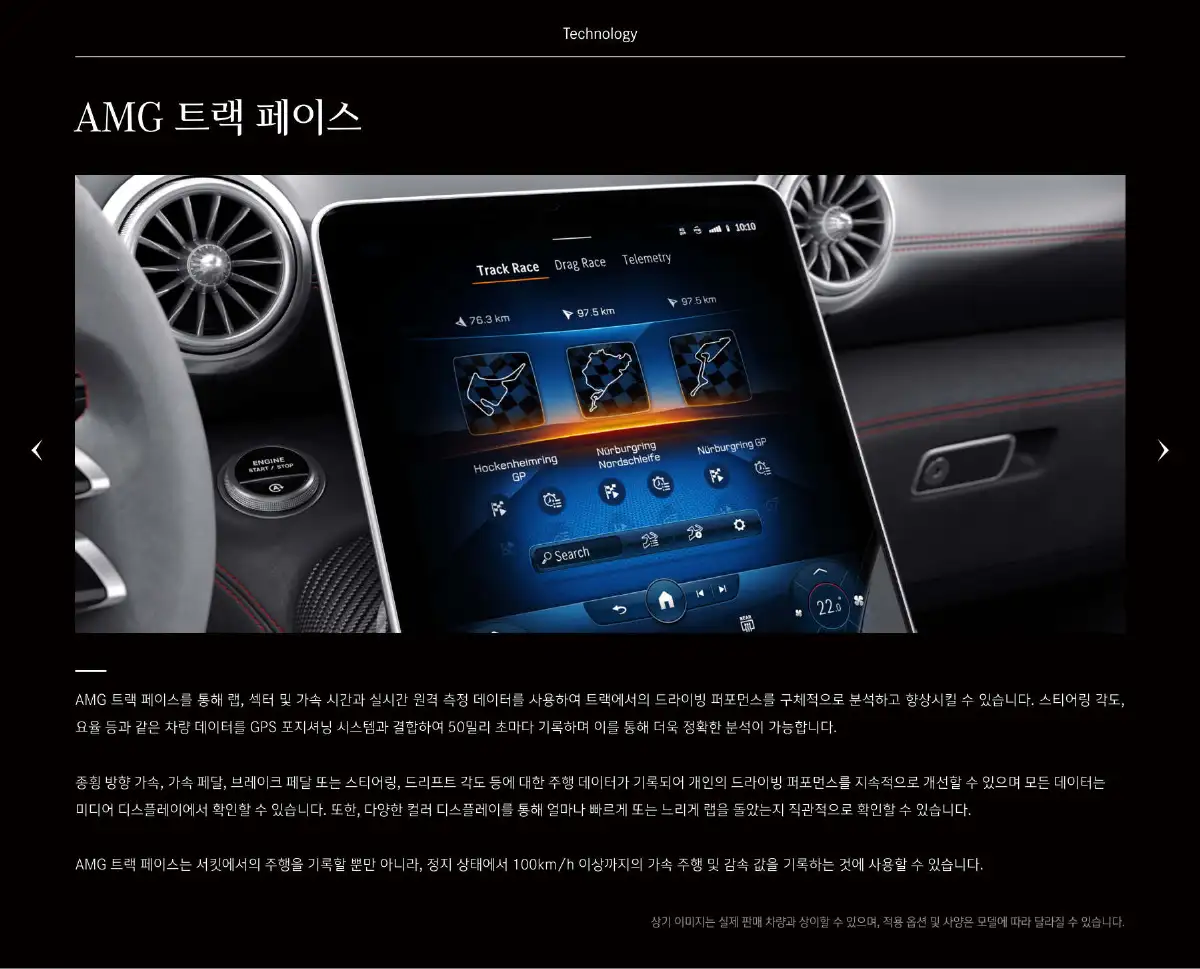 Technology
AMG 트랙 페이스
10:10
Track Race Drag Race Telemetry
76.3 km 97.5 km 97.5 km
Hockenheimring GP
Nürburgring Nordschleife
Nürburgring GP
ENGINE
START / STOP
Search
22.0
REAR
AMG 트랙 페이스를 통해 랩, 섹터 및 가속 시간과 실시간 원격 측정 데이터를 사용하여 트랙에서의 드라이빙 퍼포먼스를 구체적으로 분석하고 향상시킬 수 있습니다. 스티어링 각도,
요율 등과 같은 차량 데이터를 GPS 포지셔닝 시스템과 결합하여 50밀리 초마다 기록하며 이를 통해 더욱 정확한 분석이 가능합니다.
종횡 방향 가속, 가속 페달, 브레이크 페달 또는 스티어링, 드리프트 각도 등에 대한 주행 데이터가 기록되어 개인의 드라이빙 퍼포먼스를 지속적으로 개선할 수 있으며 모든 데이터는
미디어 디스플레이에서 확인할 수 있습니다. 또한, 다양한 컬러 디스플레이를 통해 얼마나 빠르게 또는 느리게 랩을 돌았는지 직관적으로 확인할 수 있습니다.
AMG 트랙 페이스는 서킷에서의 주행을 기록할 뿐만 아니라, 정지 상태에서 100km/h 이상까지의 가속 주행 및 감속 값을 기록하는 것에 사용할 수 있습니다.
상기 이미지는 실제 판매 차량과 상이할 수 있으며, 적용 옵션 및 사양은 모델에 따라 달라질 수 있습니다.